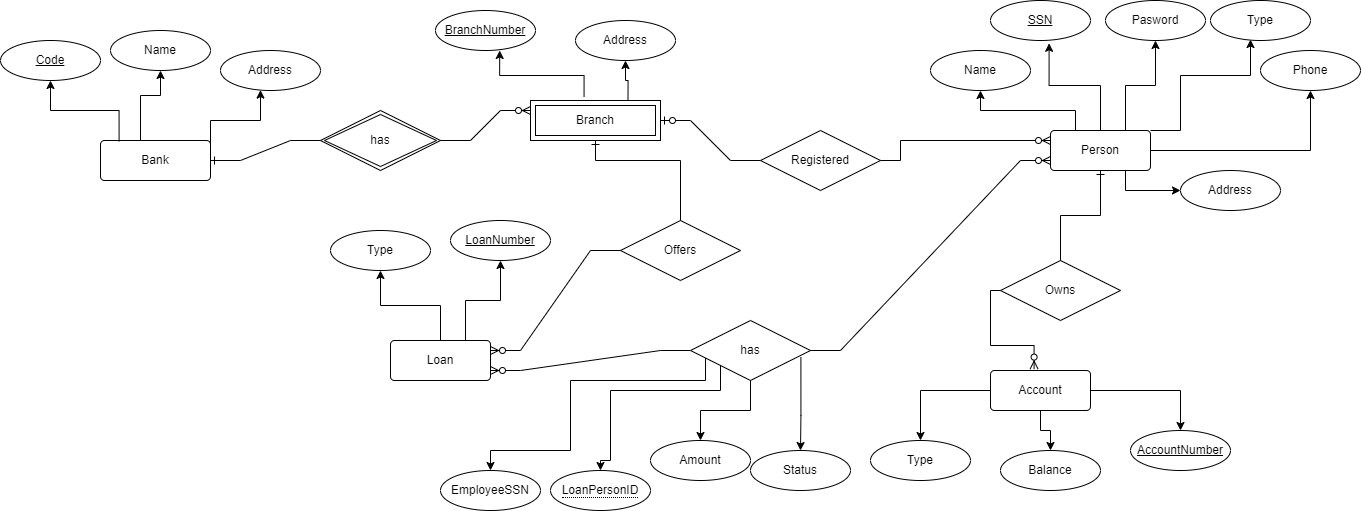 SSN
Pasword
Type
BranchNumber
Address
Name
Code
Address
Name
Phone
Branch
Bank
has
Registered
Person
Address
Type
LoanNumber
Offers
Owns
Loan
has
Account
Amount
Status
Type
Balance
AccountNumber
EmployeeSSN
LoanPersonID